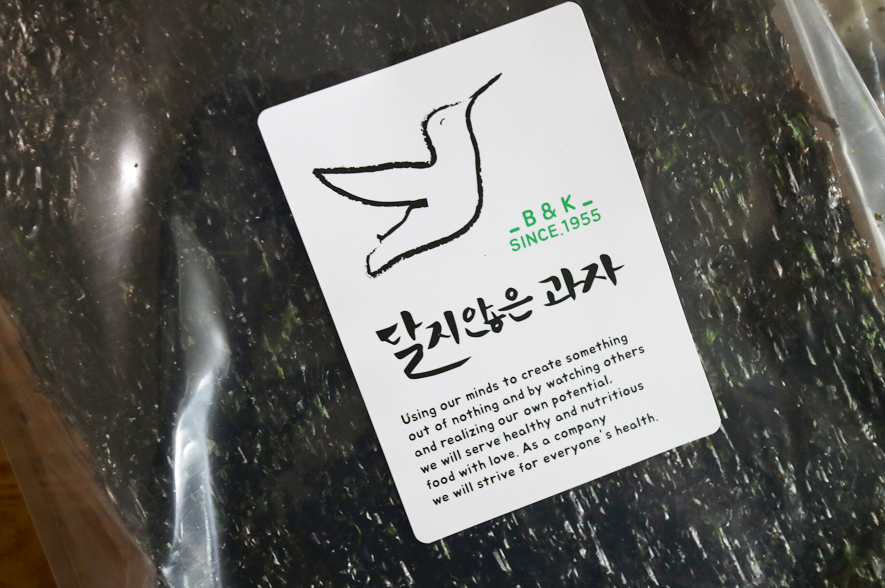 _B & K_
SINCE.1955
달지않은 과자
Using our minds to create something
out of nothing and by watching others
and realizing our own potential,
we will serve healthy and nutritious
food with love. As a company
we will strive for everyone's health.